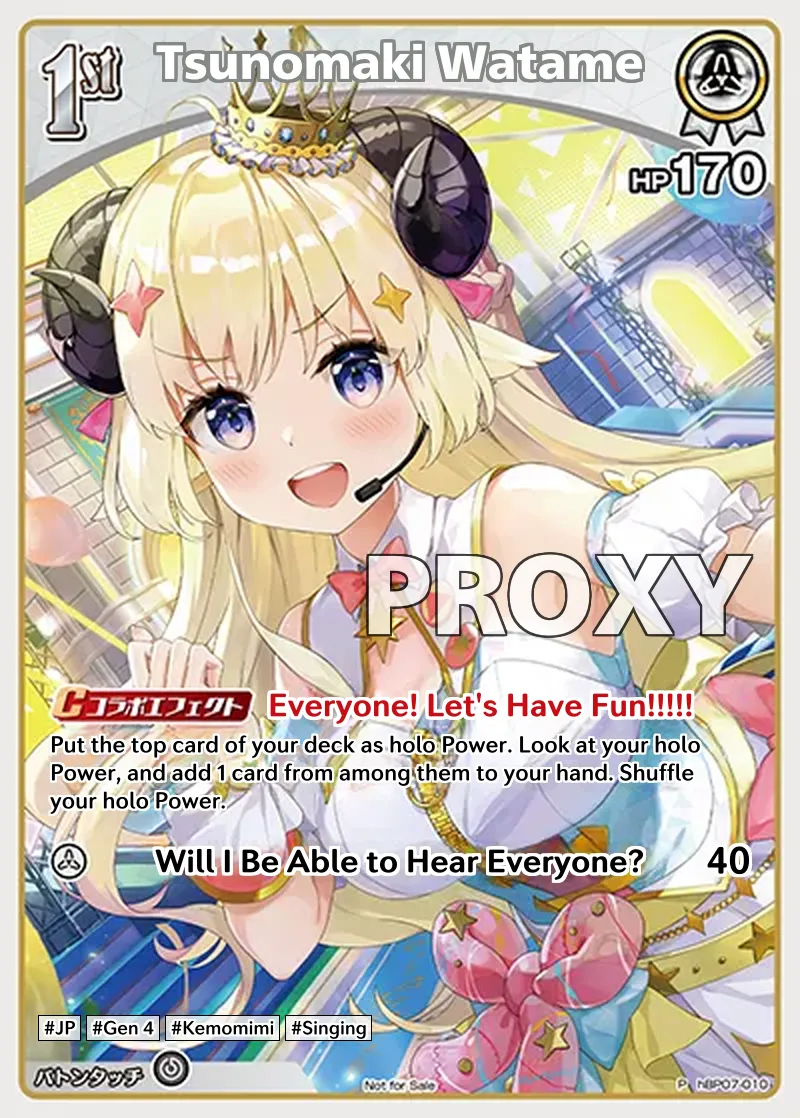 1st
Tsunomaki Watame
HP170
PROXY
コラボエフェクト Everyone! Let's Have Fun!!!!!
Put the top card of your deck as holo Power. Look at your holo
Power, and add 1 card from among them to your hand. Shuffle
your holo Power.
Will I Be Able to Hear Everyone? 40
#JP #Gen 4 #Kemomimi #Singing
バトンタッチ
Not for Sale
P hBP07-010